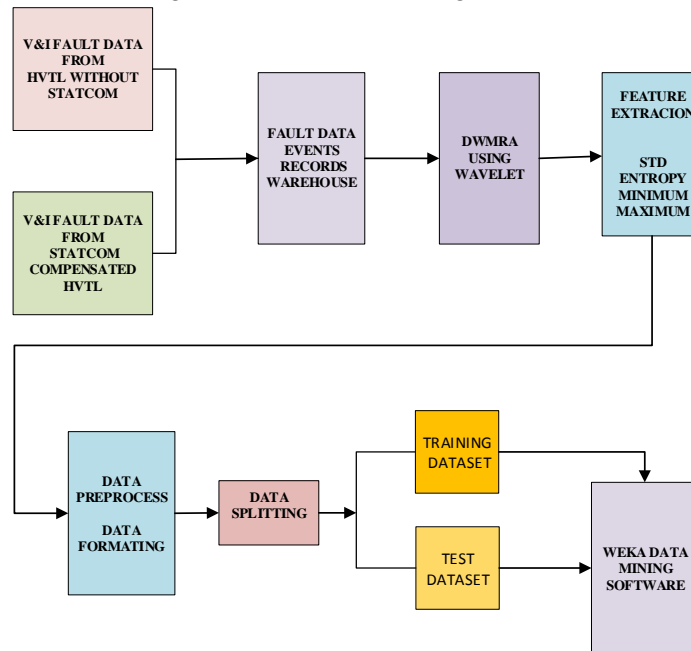 V&I FAULT DATA
FROM
HVTL WITHOUT
STATCOM
V&I FAULT DATA
FROM
STATCOM
COMPENSATED
HVTL
FAULT DATA
EVENTS
RECORDS
WAREHOUSE
DWMRA
USING
WAVELET
FEATURE
EXTRACION
STD
ENTROPY
MINIMUM
MAXIMUM
DATA
PREPROCESS
DATA
FORMATING
DATA
SPLITTING
TRAINING
DATASET
TEST
DATASET
WEKA DATA
MINING
SOFTWARE